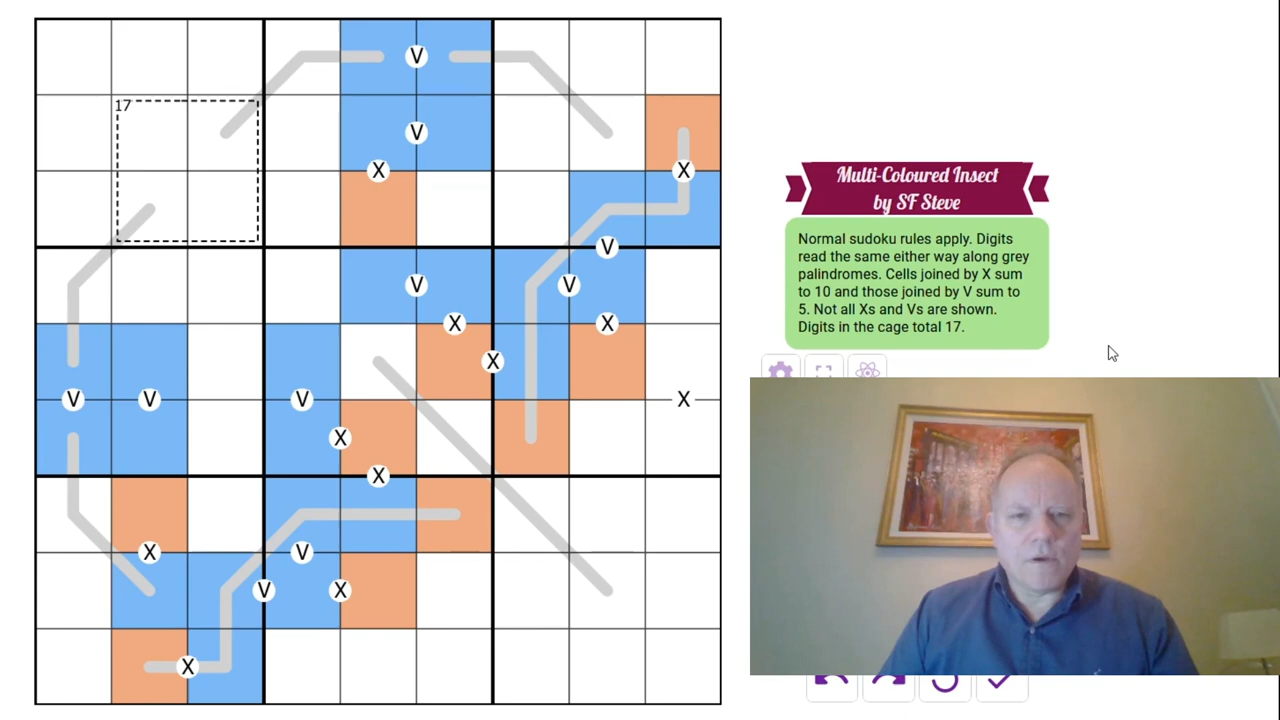 V
17
V
X
X
Multi-Coloured Insect
by SF Steve
Normal sudoku rules apply. Digits
read the same either way along grey
palindromes. Cells joined by X sum
to 10 and those joined by V sum to
5. Not all Xs and Vs are shown.
Digits in the cage total 17.
V
V
V
X
X
X
V
V
V
X
X
X
X
V
V
X
X